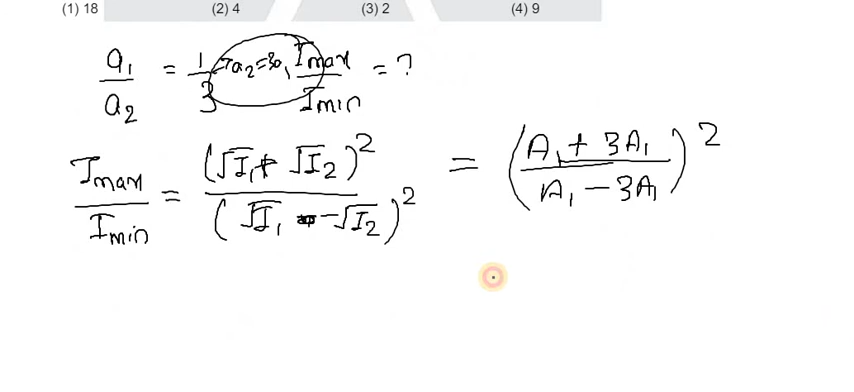 (1) 18 (2) 4 (3) 2 (4) 9
a₁/a₂ = 1/3 → a₂ = 3a₁ Imax/Imin = ?
Imax/Imin = (√I₁ + √I₂)²/(√I₁ - √I₂)² = ((A₁ + 3A₁)/(A₁ - 3A₁))²